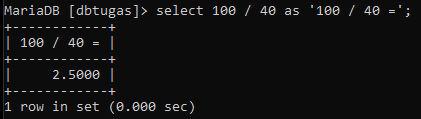 MariaDB [dbtugas]> select 100 / 40 as '100 / 40 =';
+------------+
| 100 / 40 = |
+------------+
|     2.5000 |
+------------+
1 row in set (0.000 sec)